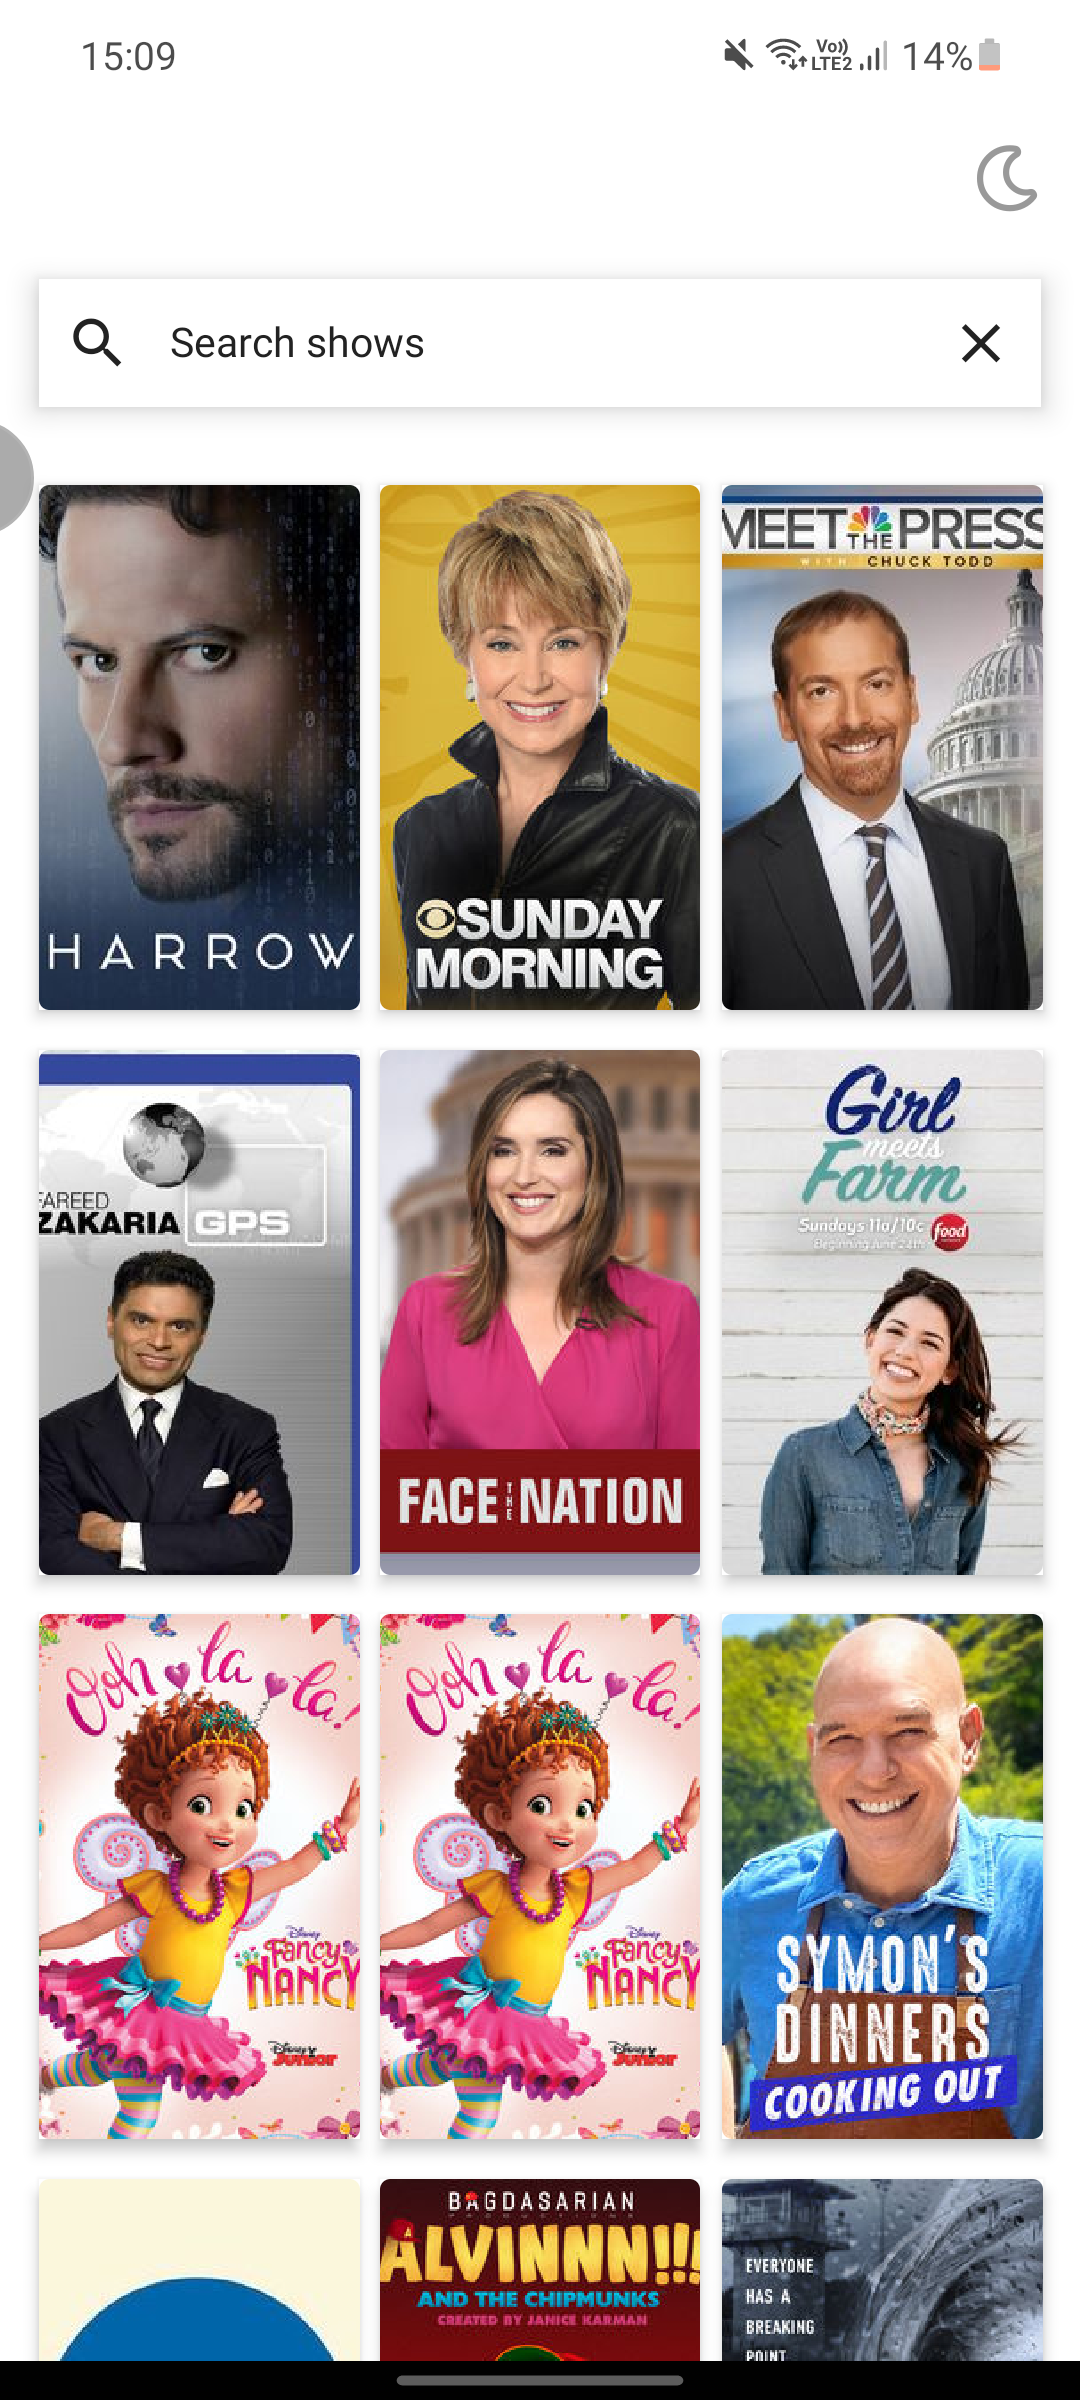 15:09
Vo)) LTE2 14%
Search shows
HARROW
SUNDAY
MORNING
MEET THE PRESS
WITH CHUCK TODD
FAREED
ZAKARIA GPS
FACE THE NATION
Girl
meets
Farm
Sundays 11a/10c food
Beginning June 24th
Ooh la la!
Disney
Fancy
NANCY
Disney
Junior
Ooh la la!
Disney
Fancy
NANCY
Disney
Junior
SYMON'S
DINNERS
COOKING OUT
BAGDASARIAN
PRODUCTIONS
ALVINNN!!!
AND THE CHIPMUNKS
CREATED BY JANICE KARMAN
EVERYONE
HAS A
BREAKING
POINT